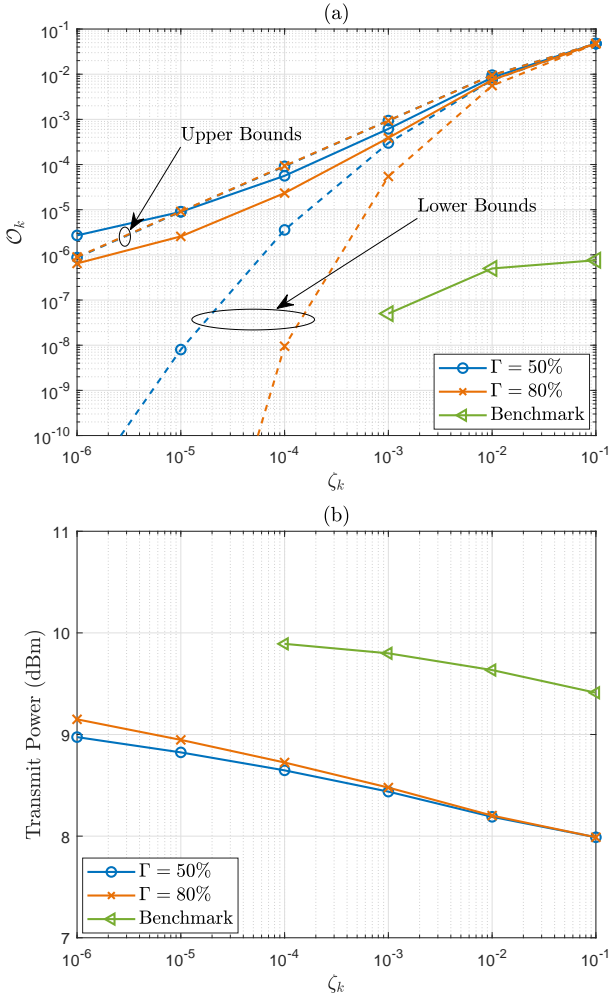 (a)
10⁻¹
10⁻²
10⁻³
10⁻⁴
10⁻⁵
10⁻⁶
10⁻⁷
10⁻⁸
10⁻⁹
10⁻¹⁰
𝒪ₖ
Upper Bounds
Lower Bounds
Γ = 50%
Γ = 80%
Benchmark
10⁻⁶ 10⁻⁵ 10⁻⁴ 10⁻³ 10⁻² 10⁻¹
ζₖ
(b)
11
10
9
8
7
Transmit Power (dBm)
Γ = 50%
Γ = 80%
Benchmark
10⁻⁶ 10⁻⁵ 10⁻⁴ 10⁻³ 10⁻² 10⁻¹
ζₖ